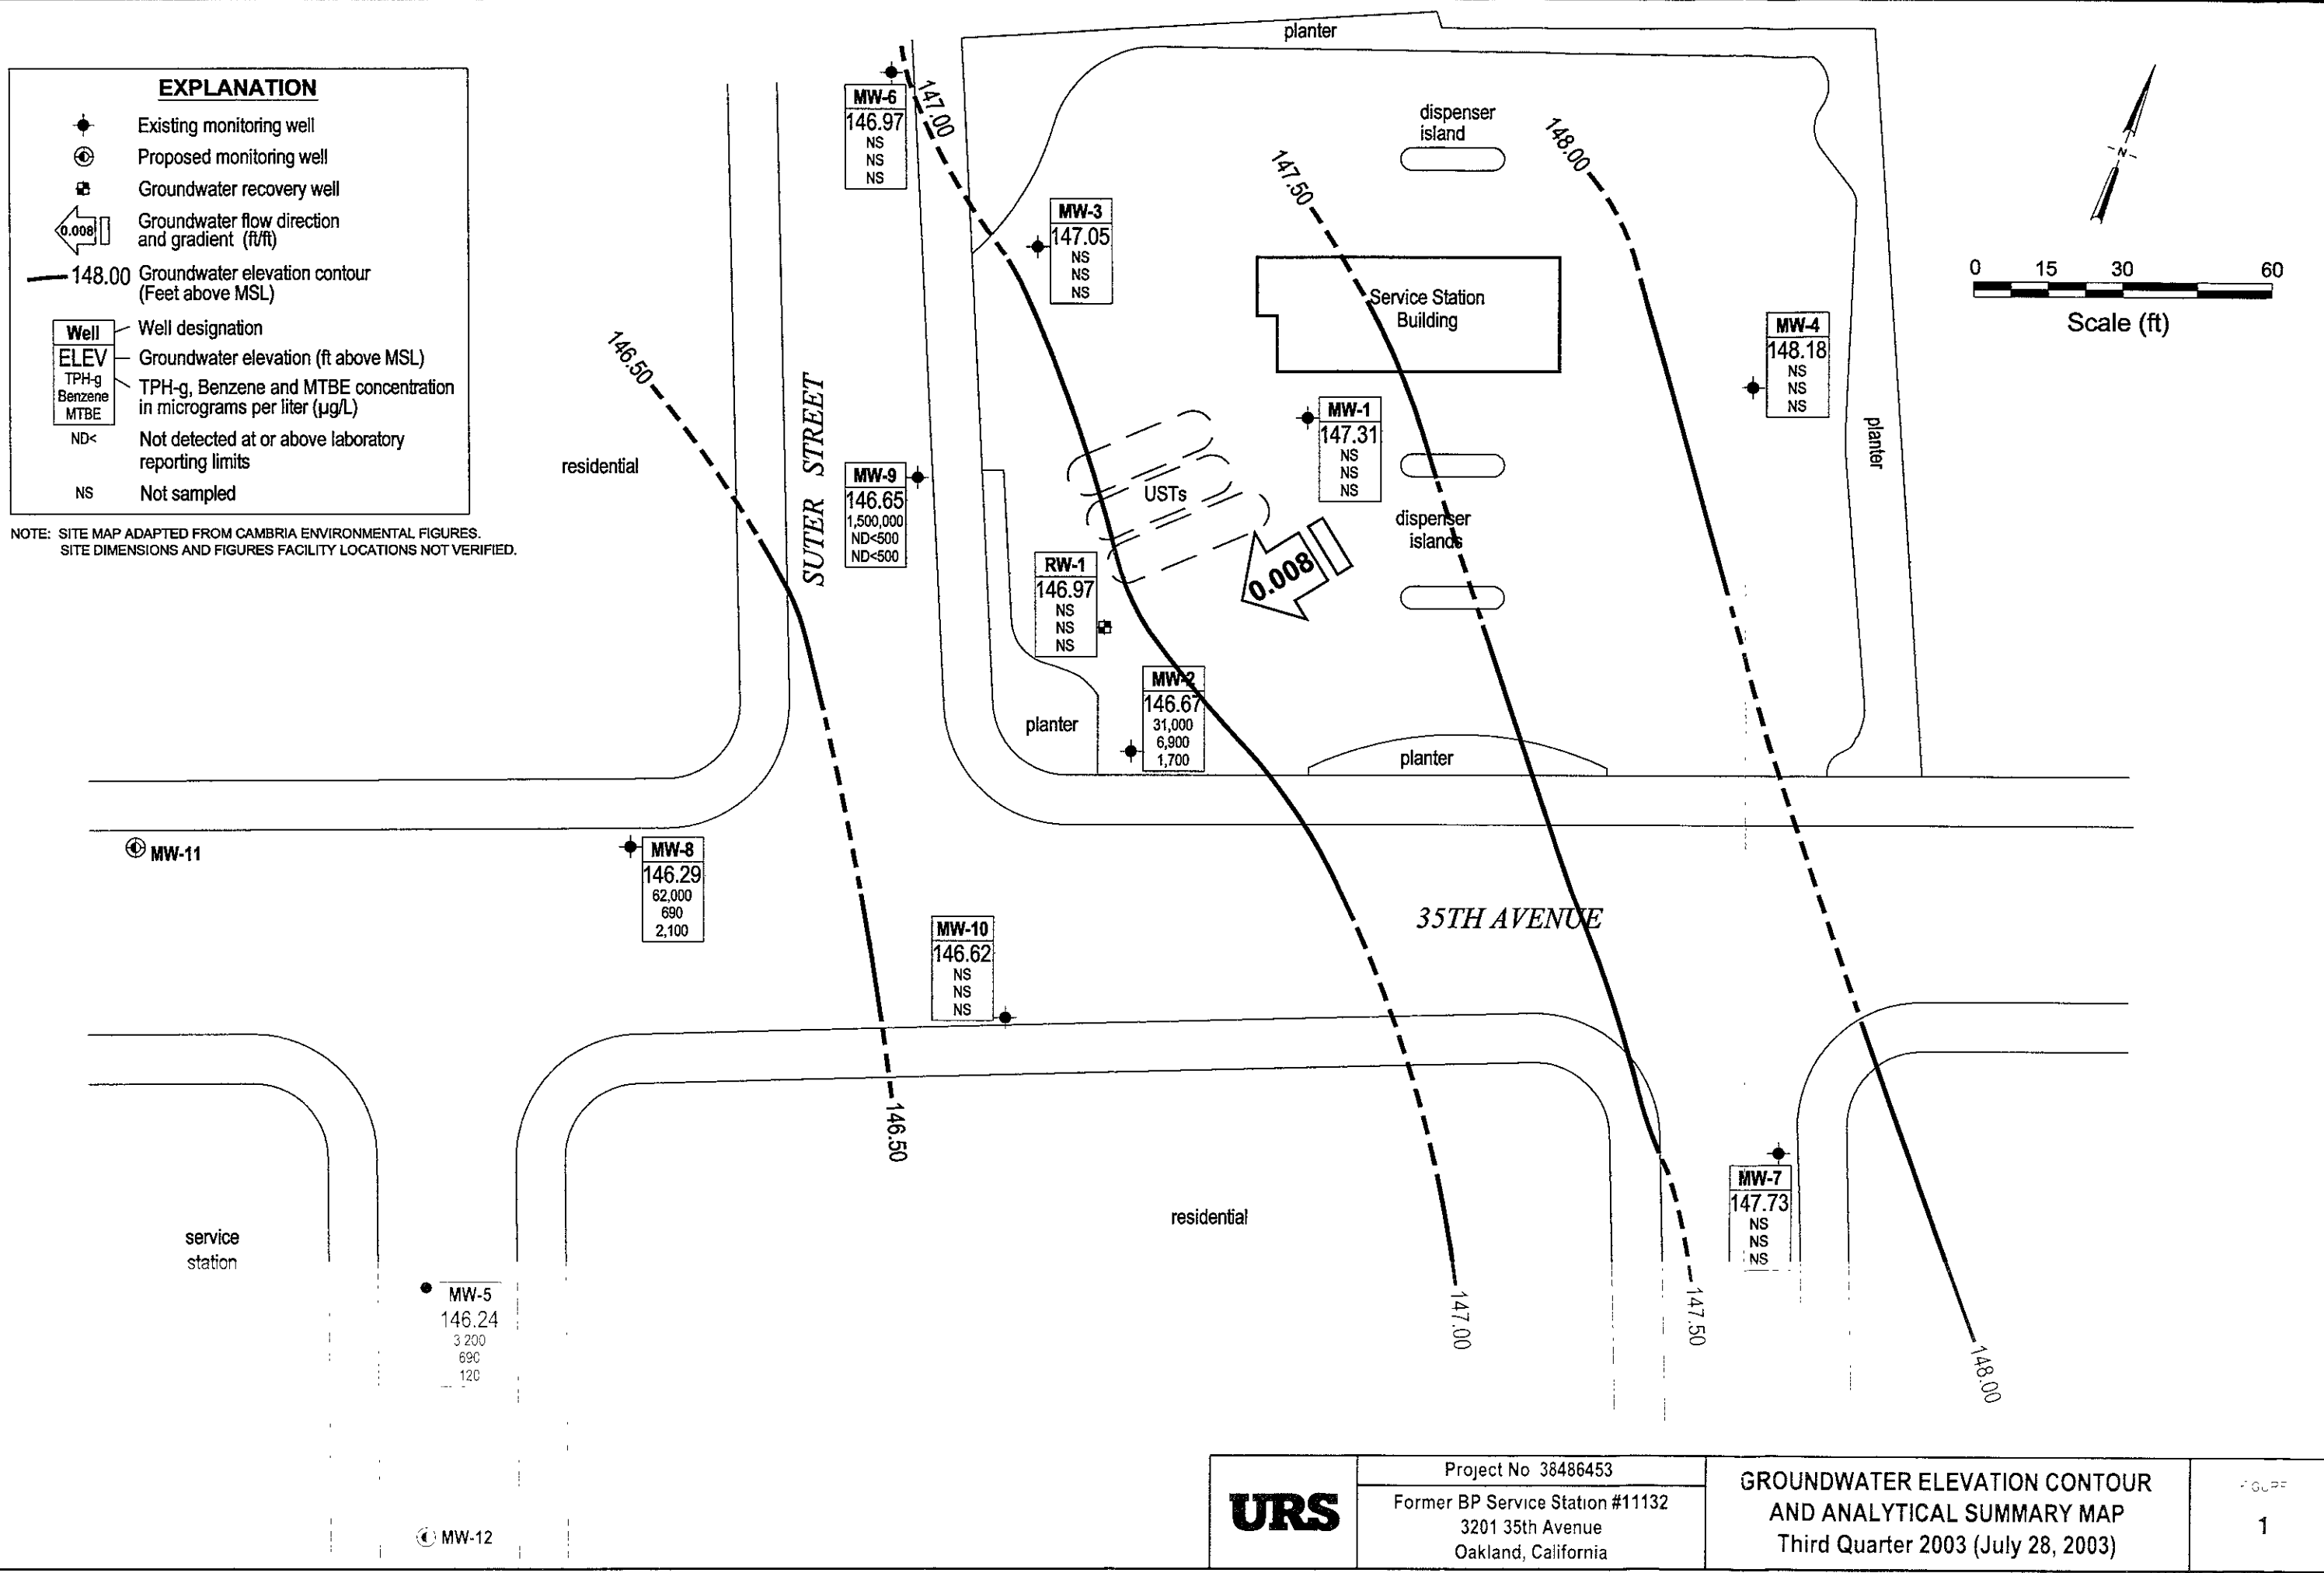 EXPLANATION
Existing monitoring well
Proposed monitoring well
Groundwater recovery well
0.008
Groundwater flow direction
and gradient (ft/ft)
148.00
Groundwater elevation contour
(Feet above MSL)
Well
ELEV
TPH-g
Benzene
MTBE
Well designation
Groundwater elevation (ft above MSL)
TPH-g, Benzene and MTBE concentration
in micrograms per liter (µg/L)
ND<
Not detected at or above laboratory
reporting limits
NS
Not sampled
NOTE: SITE MAP ADAPTED FROM CAMBRIA ENVIRONMENTAL FIGURES.
SITE DIMENSIONS AND FIGURES FACILITY LOCATIONS NOT VERIFIED.
planter
MW-6
146.97
NS
NS
NS
147.00
MW-3
147.05
NS
NS
NS
dispenser
island
147.50
148.00
Service Station
Building
N
0 15 30 60
Scale (ft)
MW-4
148.18
NS
NS
NS
planter
146.50
residential
SUTER STREET
MW-9
146.65
1,500,000
ND<500
ND<500
MW-1
147.31
NS
NS
NS
USTs
dispenser
islands
0.008
RW-1
146.97
NS
NS
NS
MW-2
146.67
31,000
6,900
1,700
planter
planter
MW-11
MW-8
146.29
62,000
690
2,100
MW-10
146.62
NS
NS
NS
35TH AVENUE
146.50
residential
MW-7
147.73
NS
NS
NS
147.00
147.50
148.00
service
station
MW-5
146.24
3 200
690
120
MW-12
URS
Project No 38486453
Former BP Service Station #11132
3201 35th Avenue
Oakland, California
GROUNDWATER ELEVATION CONTOUR
AND ANALYTICAL SUMMARY MAP
Third Quarter 2003 (July 28, 2003)
1